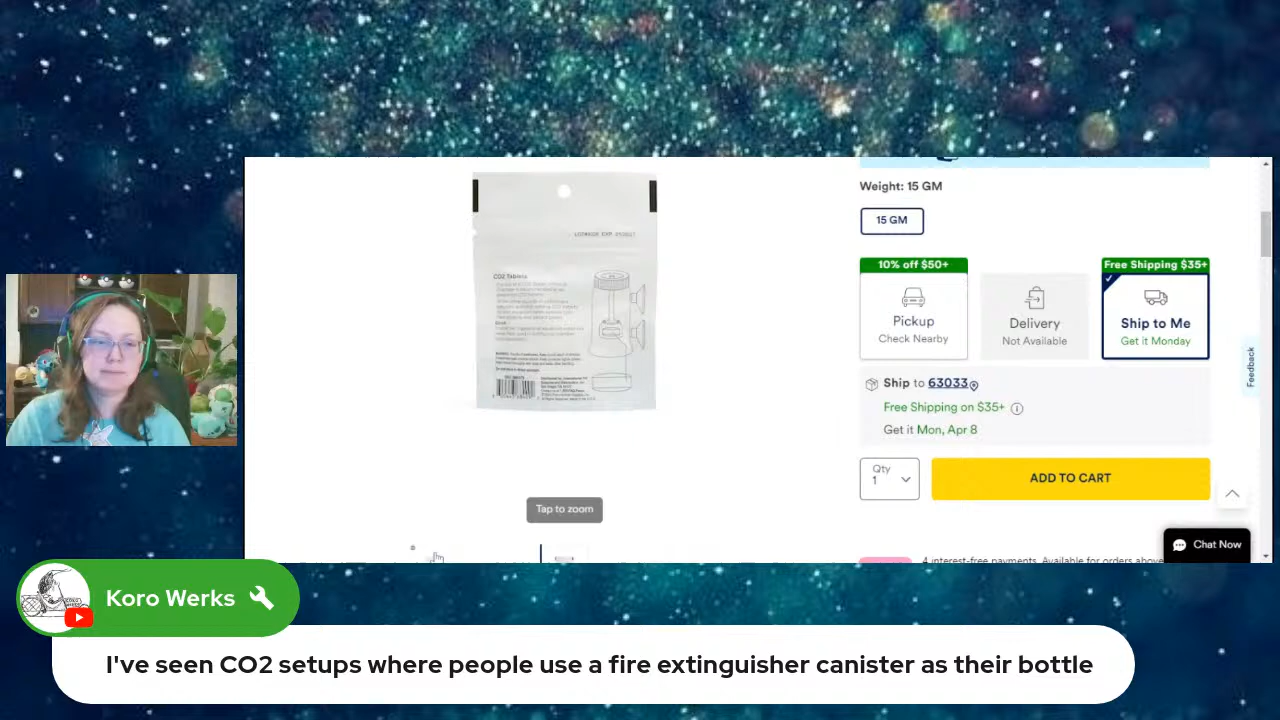 Weight: 15 GM
15 GM
10% off $50+
Pickup
Check Nearby
Delivery
Not Available
Free Shipping $35+
Ship to Me
Get it Monday
Ship to 63033
Free Shipping on $35+
Get it Mon, Apr 8
Qty
1
ADD TO CART
Feedback
CO2 Tablets
Tap to zoom
Chat Now
4 interest-free payments. Available for orders above
Koro Werks
I've seen CO2 setups where people use a fire extinguisher canister as their bottle